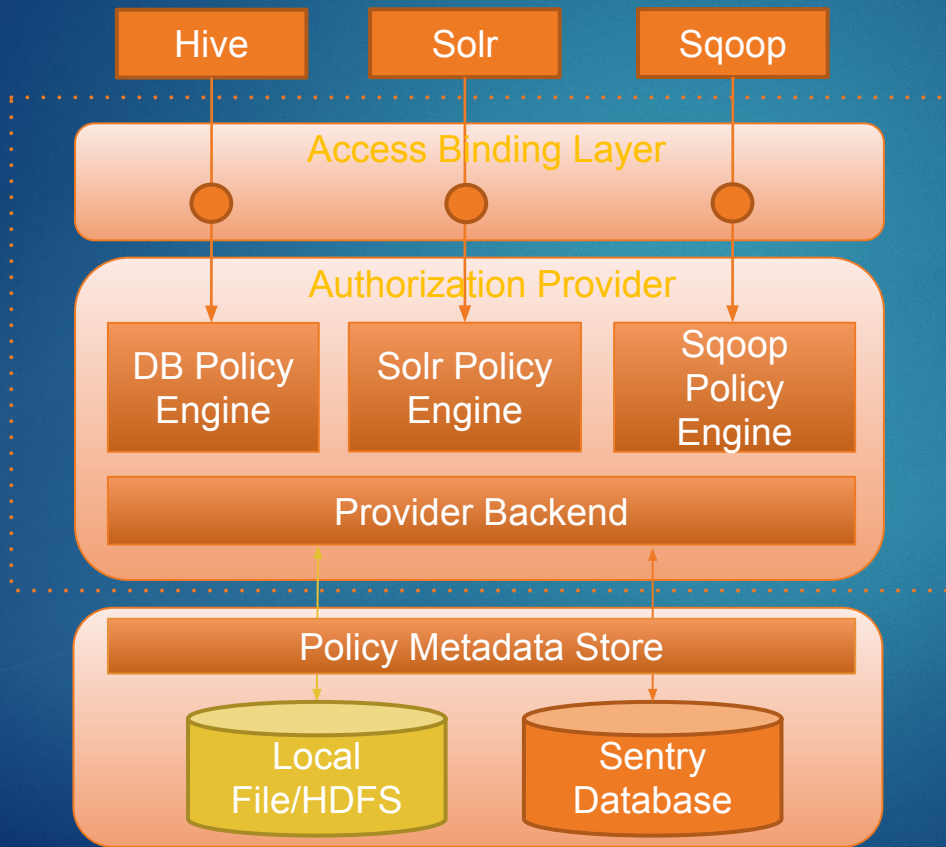 Hive
Solr
Sqoop
Access Binding Layer
Authorization Provider
DB Policy
Engine
Solr Policy
Engine
Sqoop
Policy
Engine
Provider Backend
Policy Metadata Store
Local
File/HDFS
Sentry
Database